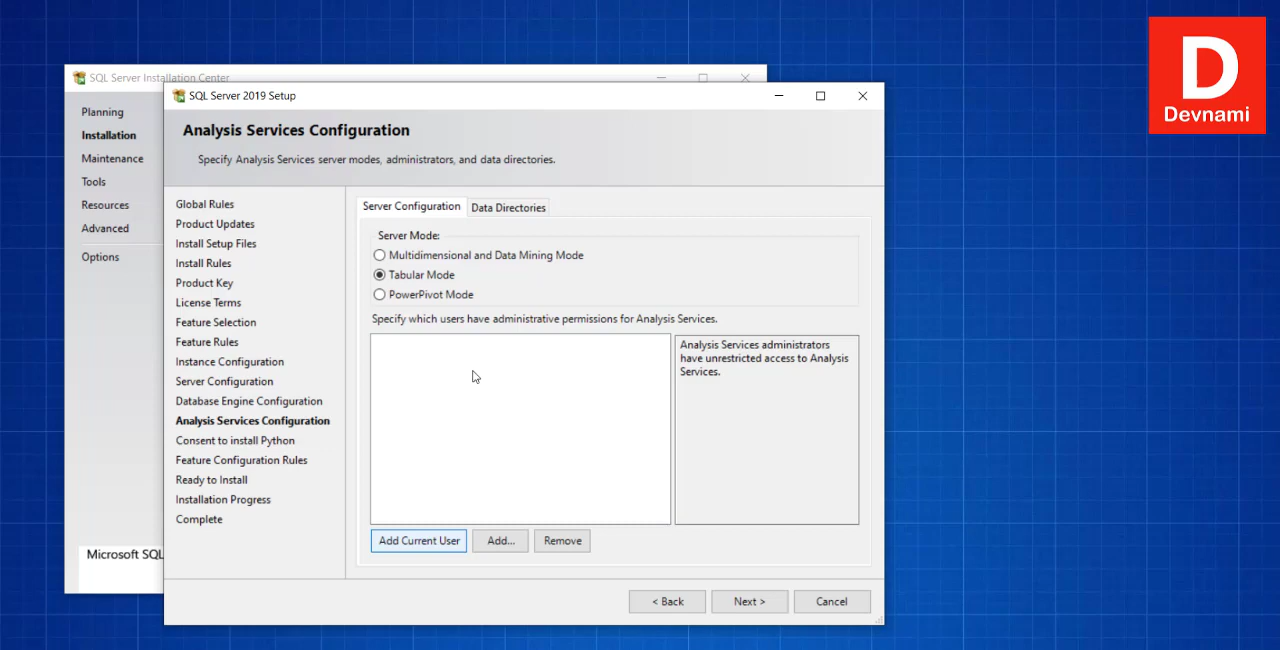 D
Devnami
SQL Server Installation Center
Planning
Installation
Maintenance
Tools
Resources
Advanced
Options
Microsoft SQL
SQL Server 2019 Setup
Analysis Services Configuration
Specify Analysis Services server modes, administrators, and data directories.
Global Rules
Product Updates
Install Setup Files
Install Rules
Product Key
License Terms
Feature Selection
Feature Rules
Instance Configuration
Server Configuration
Database Engine Configuration
Analysis Services Configuration
Consent to install Python
Feature Configuration Rules
Ready to Install
Installation Progress
Complete
Server Configuration
Data Directories
Server Mode:
Multidimensional and Data Mining Mode
Tabular Mode
PowerPivot Mode
Specify which users have administrative permissions for Analysis Services.
Analysis Services administrators
have unrestricted access to Analysis
Services.
Add Current User
Add...
Remove
< Back
Next >
Cancel